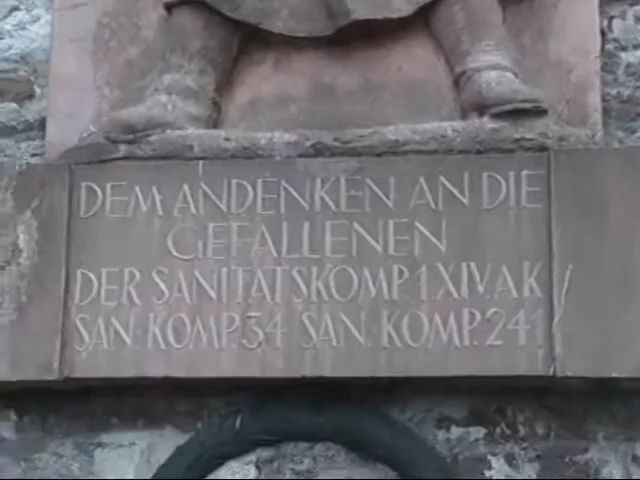 DEM ANDENKEN AN DIE
GEFALLENEN
DER SANITÄTSKOMP. 1 XIV. A K
SAN. KOMP. 34 SAN. KOMP. 241